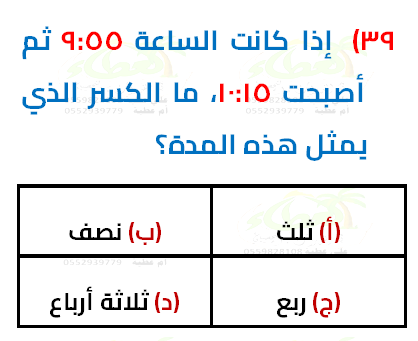 ٣٩) إذا كانت الساعة ٩:٥٥ ثم
أصبحت ١٠:١٥، ما الكسر الذي
يمثل هذه المدة؟
(أ) ثلث
(ب) نصف
(ج) ربع
(د) ثلاثة أرباع